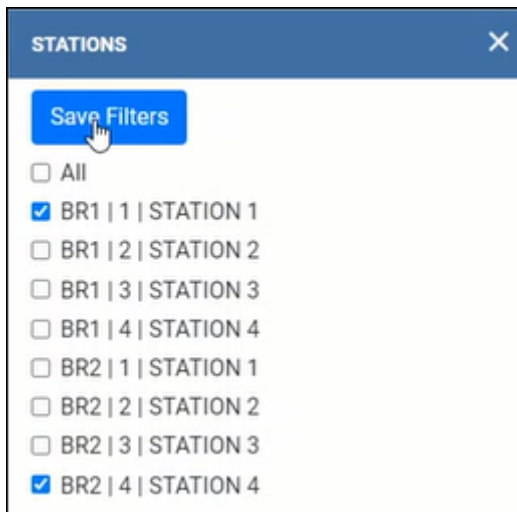 STATIONS
Save Filters
All
BR1 | 1 | STATION 1
BR1 | 2 | STATION 2
BR1 | 3 | STATION 3
BR1 | 4 | STATION 4
BR2 | 1 | STATION 1
BR2 | 2 | STATION 2
BR2 | 3 | STATION 3
BR2 | 4 | STATION 4